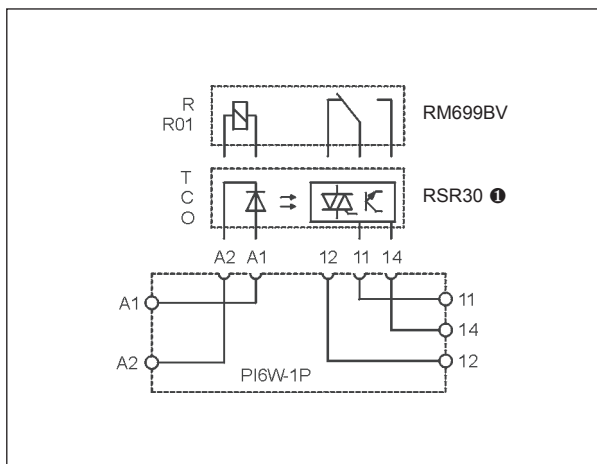 R
R01
RM699BV
T
C
O
RSR30 ❶
A2 A1 12 11 14
A1
11
14
A2
12
PI6W-1P